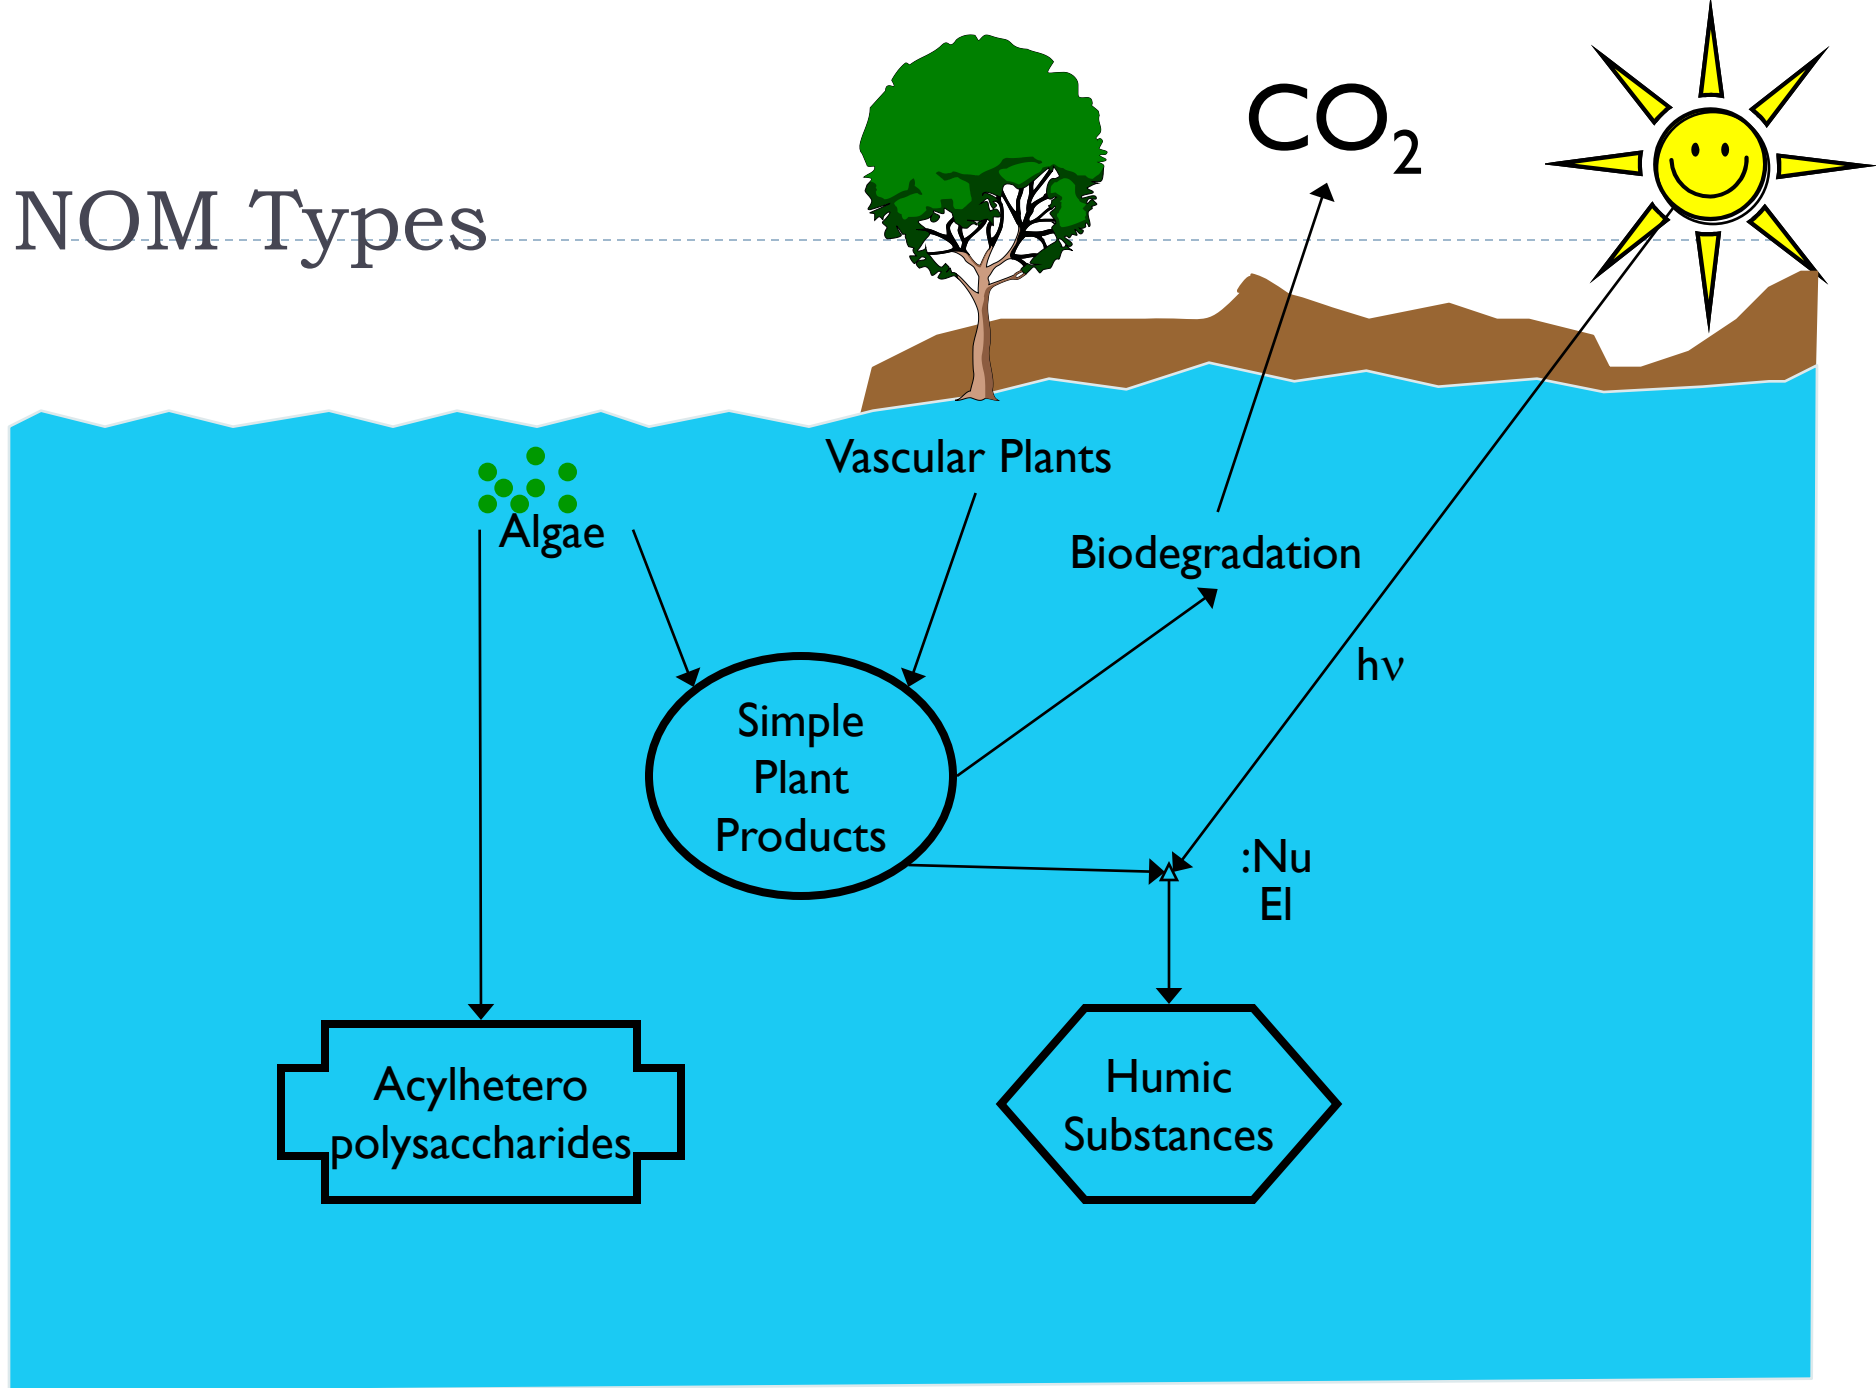 NOM Types
CO₂
Vascular Plants
Algae
Biodegradation
hν
Simple
Plant
Products
:Nu
El
Acylhetero
polysaccharides
Humic
Substances